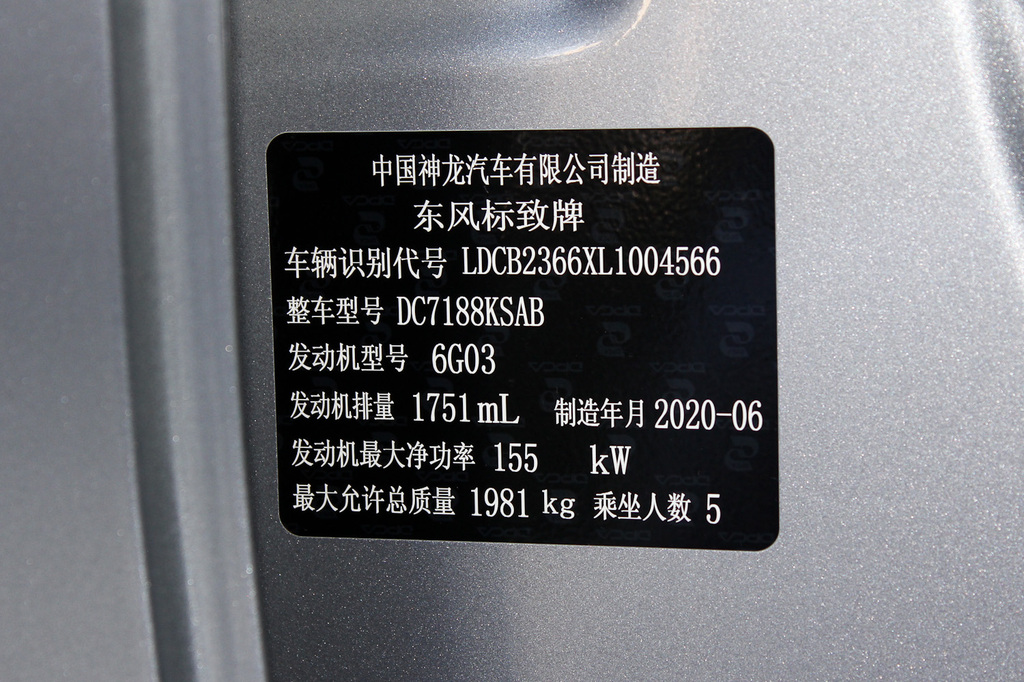 中国神龙汽车有限公司制造
东风标致牌
车辆识别代号 LDCB2366XL1004566
整车型号 DC7188KSAB
发动机型号 6G03
发动机排量 1751mL 制造年月 2020-06
发动机最大净功率 155 kW
最大允许总质量 1981 kg 乘坐人数 5